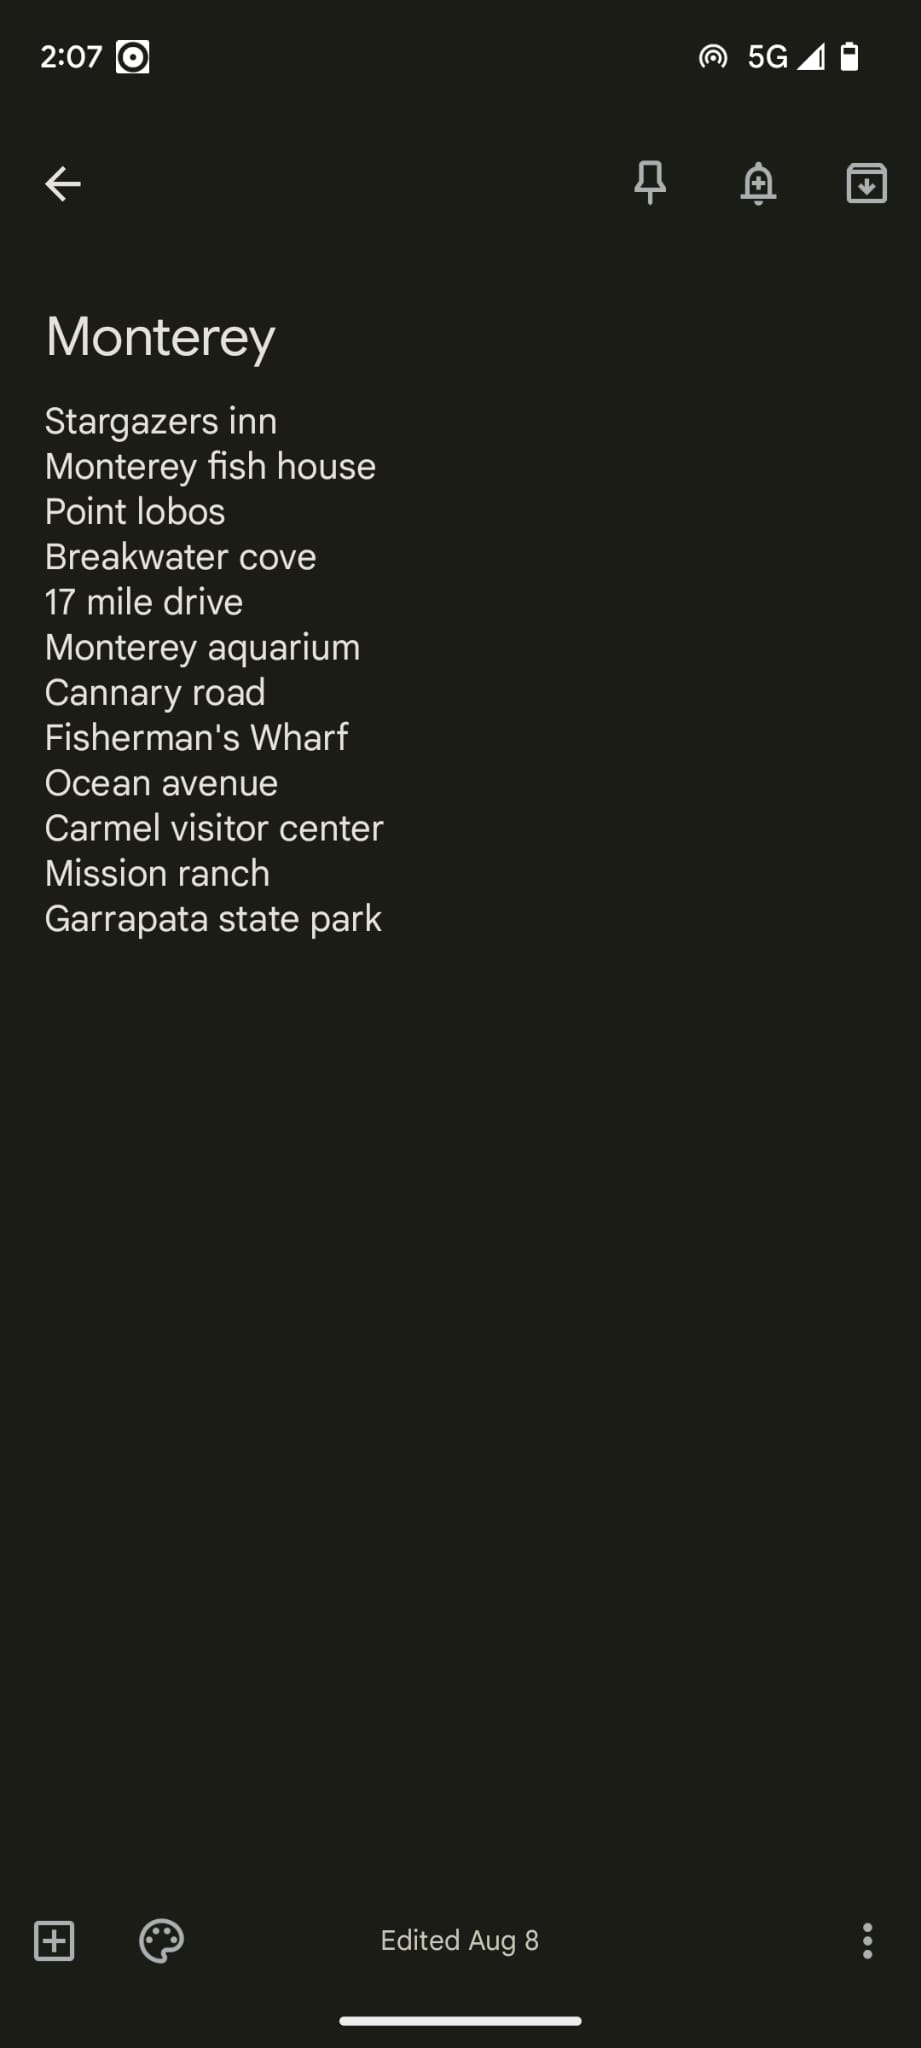 2:07
5G
Monterey
Stargazers inn
Monterey fish house
Point lobos
Breakwater cove
17 mile drive
Monterey aquarium
Cannary road
Fisherman's Wharf
Ocean avenue
Carmel visitor center
Mission ranch
Garrapata state park
Edited Aug 8